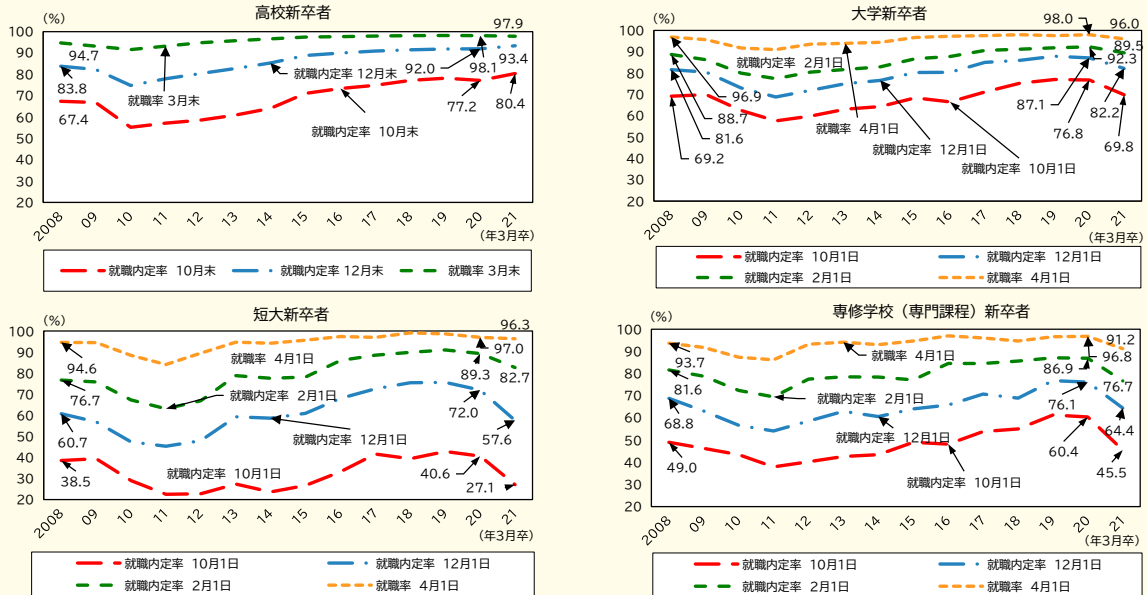 高校新卒者
(%)
100
90
80
70
60
50
40
30
20
94.7
83.8
67.4
就職率 3月末
就職内定率 12月末
就職内定率 10月末
92.0
98.1
77.2
97.9
93.4
80.4
2008 09 10 11 12 13 14 15 16 17 18 19 20 21
(年3月卒)
就職内定率 10月末 就職内定率 12月末 就職率 3月末
大学新卒者
(%)
100
90
80
70
60
50
40
30
20
96.9
88.7
81.6
69.2
就職内定率 2月1日
就職率 4月1日
就職内定率 12月1日
就職内定率 10月1日
98.0
92.3
87.1
76.8
96.0
89.5
82.2
69.8
2008 09 10 11 12 13 14 15 16 17 18 19 20 21
(年3月卒)
就職内定率 10月1日 就職内定率 12月1日
就職内定率 2月1日 就職率 4月1日
短大新卒者
(%)
100
90
80
70
60
50
40
30
20
94.6
76.7
60.7
38.5
就職率 4月1日
就職内定率 2月1日
就職内定率 12月1日
就職内定率 10月1日
97.0
89.3
72.0
40.6
96.3
82.7
57.6
27.1
2008 09 10 11 12 13 14 15 16 17 18 19 20 21
(年3月卒)
就職内定率 10月1日 就職内定率 12月1日
就職内定率 2月1日 就職率 4月1日
専修学校（専門課程）新卒者
(%)
100
90
80
70
60
50
40
30
20
93.7
81.6
68.8
49.0
就職率 4月1日
就職内定率 2月1日
就職内定率 12月1日
就職内定率 10月1日
96.8
86.9
76.1
60.4
91.2
76.7
64.4
45.5
2008 09 10 11 12 13 14 15 16 17 18 19 20 21
(年3月卒)
就職内定率 10月1日 就職内定率 12月1日
就職内定率 2月1日 就職率 4月1日